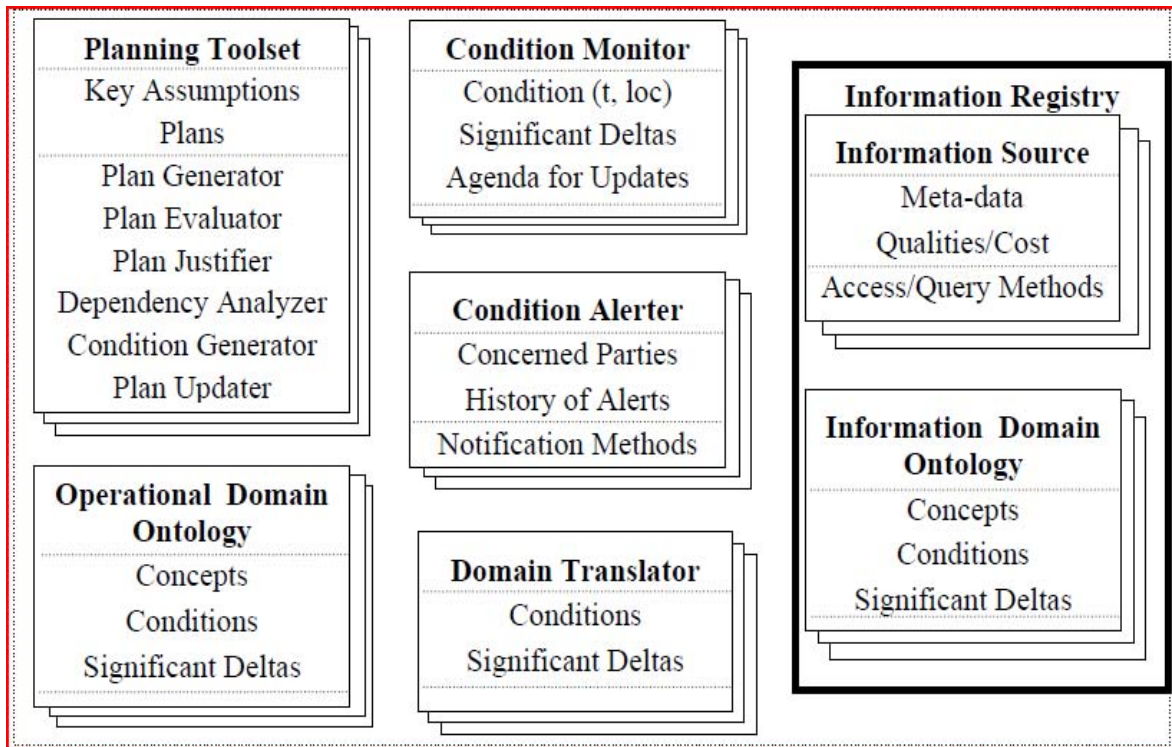 Planning Toolset
Key Assumptions
Plans
Plan Generator
Plan Evaluator
Plan Justifier
Dependency Analyzer
Condition Generator
Plan Updater
Operational Domain
Ontology
Concepts
Conditions
Significant Deltas
Condition Monitor
Condition (t, loc)
Significant Deltas
Agenda for Updates
Condition Alerter
Concerned Parties
History of Alerts
Notification Methods
Domain Translator
Conditions
Significant Deltas
Information Registry
Information Source
Meta-data
Qualities/Cost
Access/Query Methods
Information Domain
Ontology
Concepts
Conditions
Significant Deltas